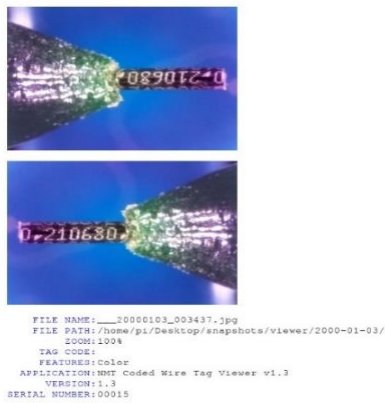 0.210680
0.210680
FILE NAME:___20000103_003437.jpg
FILE PATH:/home/pi/Desktop/snapshots/viewer/2000-01-03/
ZOOM:100%
TAG CODE:
FEATURES:Color
APPLICATION:NMT Coded Wire Tag Viewer v1.3
VERSION:1.3
SERIAL NUMBER:00015